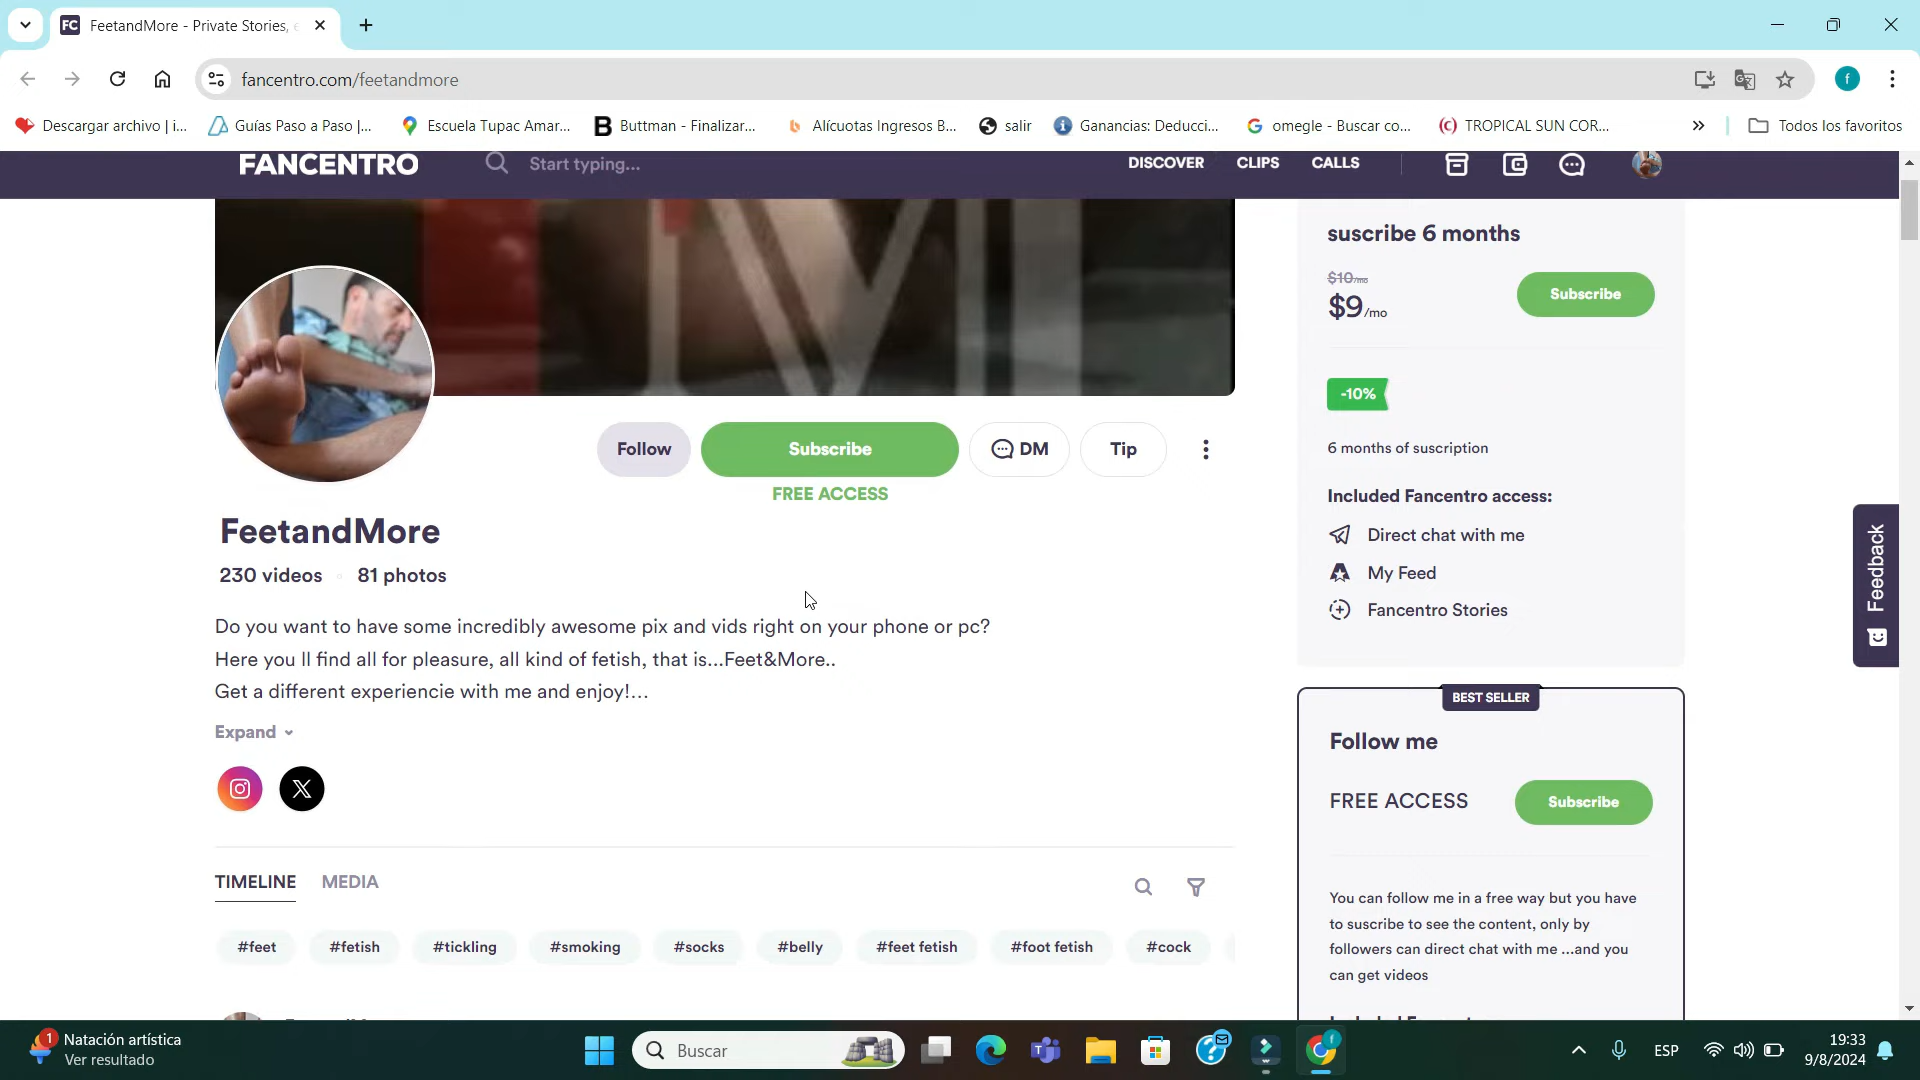 FeetandMore - Private Stories, e
fancentro.com/feetandmore
Descargar archivo | i...
Guías Paso a Paso |...
Escuela Tupac Amar...
Buttman - Finalizar...
Alícuotas Ingresos B...
salir
Ganancias: Deducci...
omegle - Buscar co...
TROPICAL SUN COR...
Todos los favoritos
FANCENTRO
Start typing...
DISCOVER
CLIPS
CALLS
suscribe 6 months
$10/mo
$9/mo
Subscribe
-10%
6 months of suscription
Included Fancentro access:
Direct chat with me
My Feed
Fancentro Stories
Follow
Subscribe
DM
Tip
FREE ACCESS
FeetandMore
230 videos
81 photos
Do you want to have some incredibly awesome pix and vids right on your phone or pc?
Here you ll find all for pleasure, all kind of fetish, that is...Feet&More..
Get a different experiencie with me and enjoy!...
Expand
TIMELINE
MEDIA
#feet
#fetish
#tickling
#smoking
#socks
#belly
#feet fetish
#foot fetish
#cock
BEST SELLER
Follow me
FREE ACCESS
Subscribe
You can follow me in a free way but you have
to suscribe to see the content, only by
followers can direct chat with me ...and you
can get videos
Feedback
1
Natación artística
Ver resultado
Buscar
ESP
19:33
9/8/2024